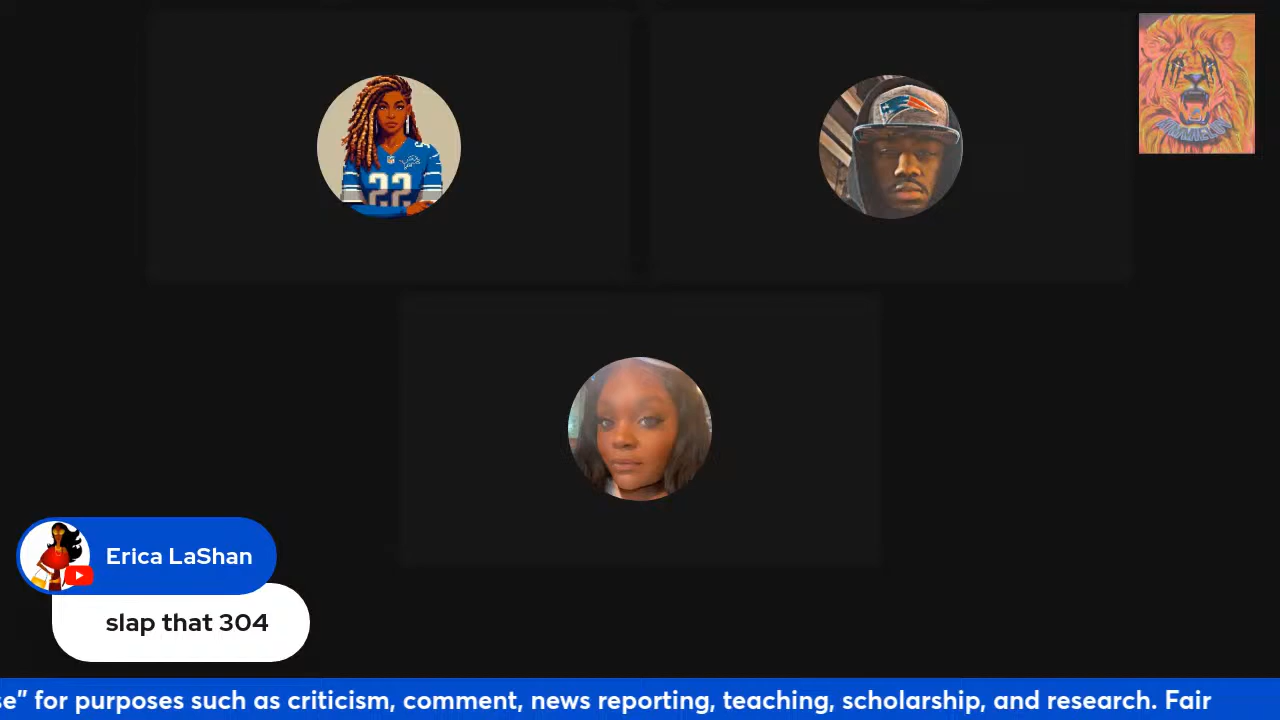 22
Erica LaShan
slap that 304
se” for purposes such as criticism, comment, news reporting, teaching, scholarship, and research. Fair